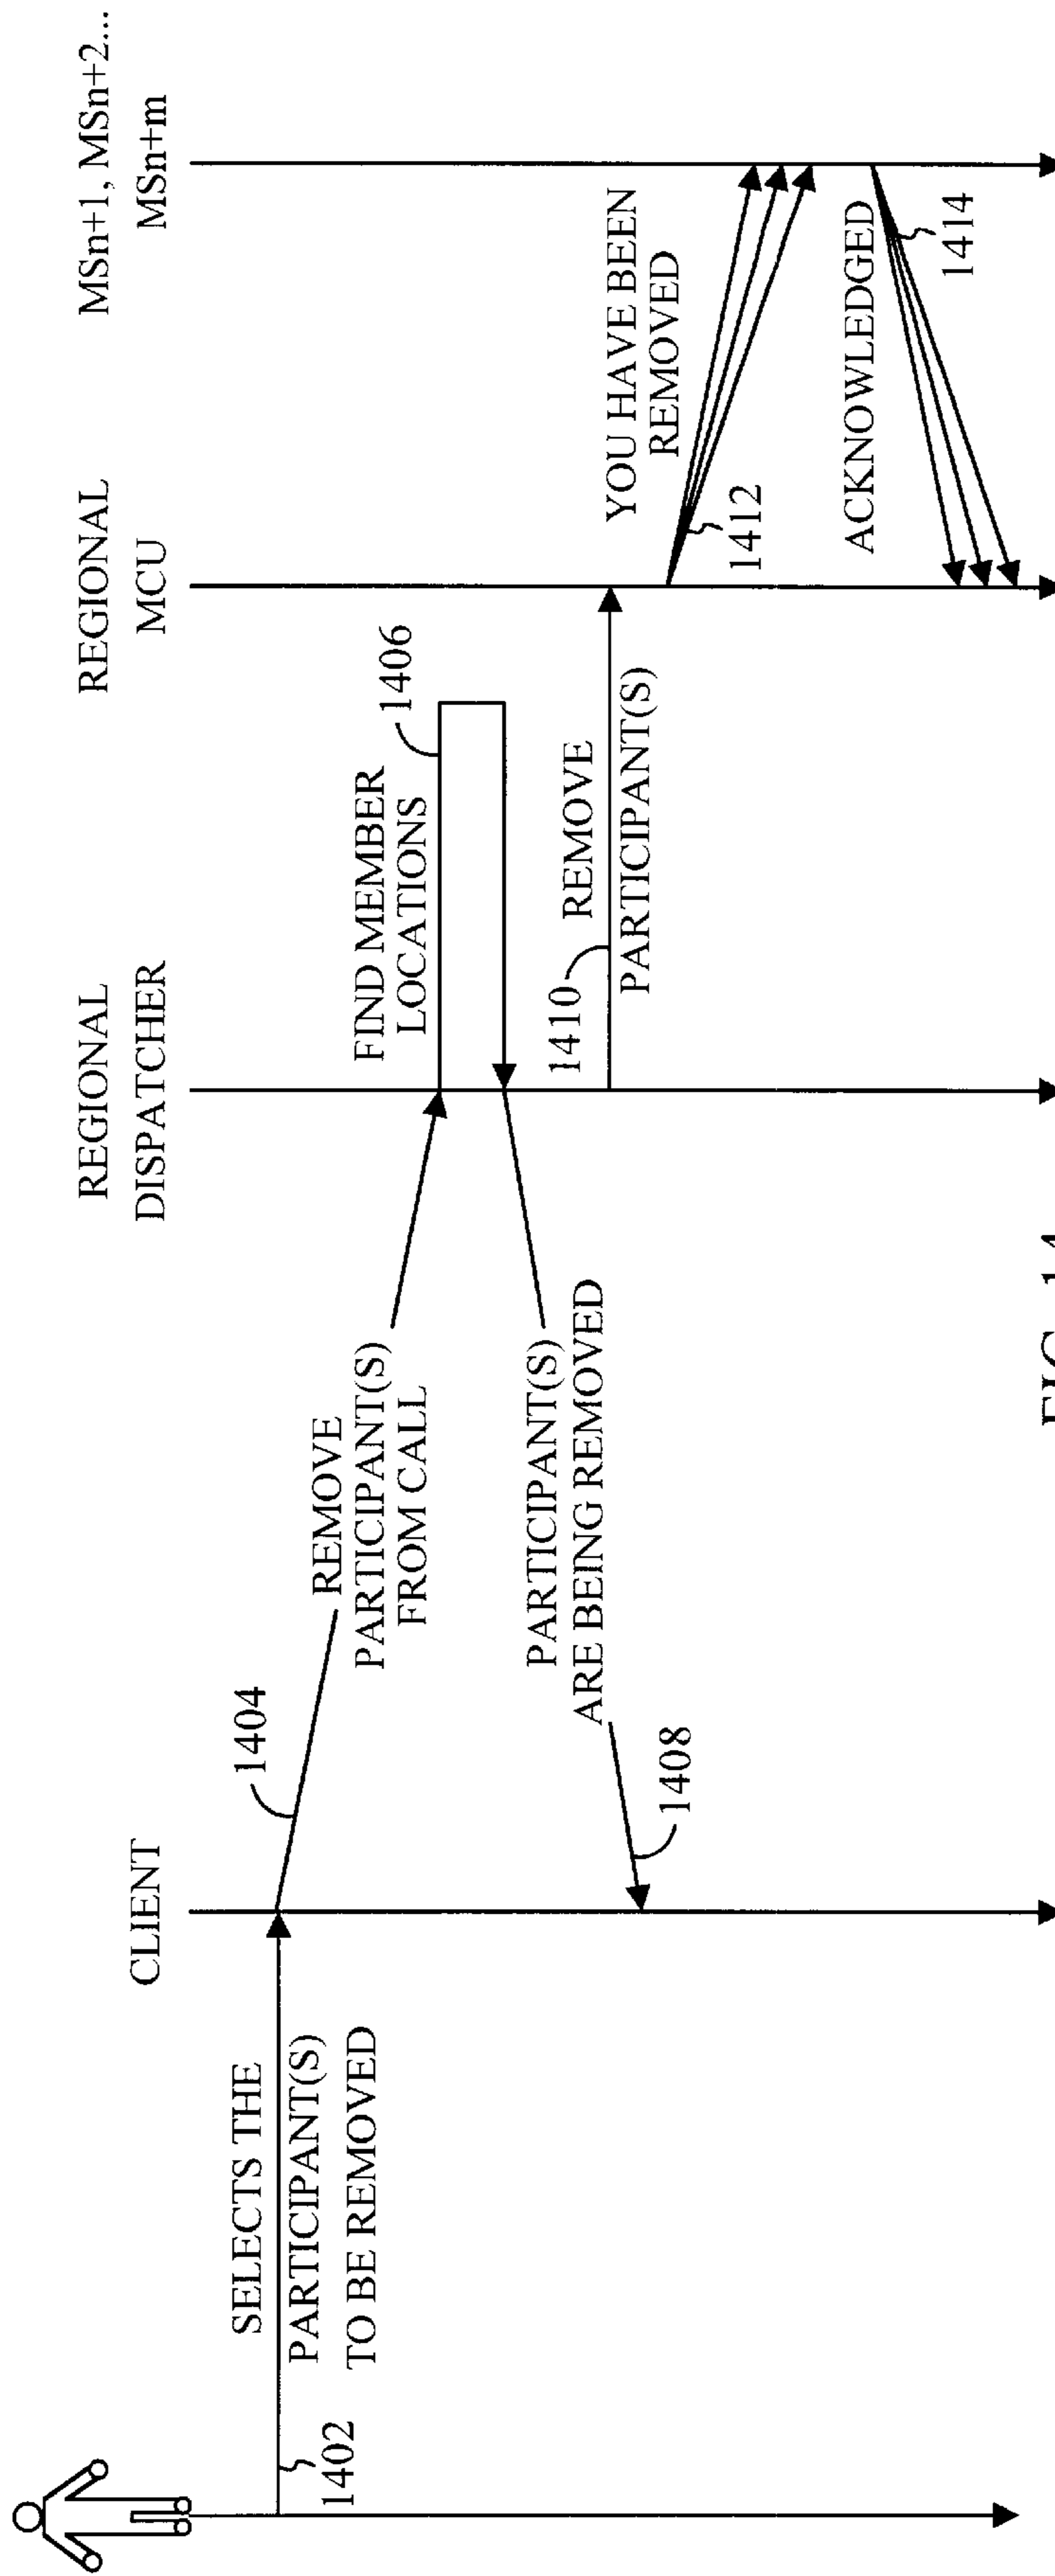 CLIENT
REGIONAL
DISPATCHER
REGIONAL
MCU
MSn+1, MSn+2...
MSn+m
SELECTS THE
PARTICIPANT(S)
TO BE REMOVED
1402
1404
REMOVE
PARTICIPANT(S)
FROM CALL
FIND MEMBER
LOCATIONS
1406
PARTICIPANT(S)
ARE BEING REMOVED
1408
1410
REMOVE
PARTICIPANT(S)
YOU HAVE BEEN
REMOVED
1412
ACKNOWLEDGED
1414
FIG. 14